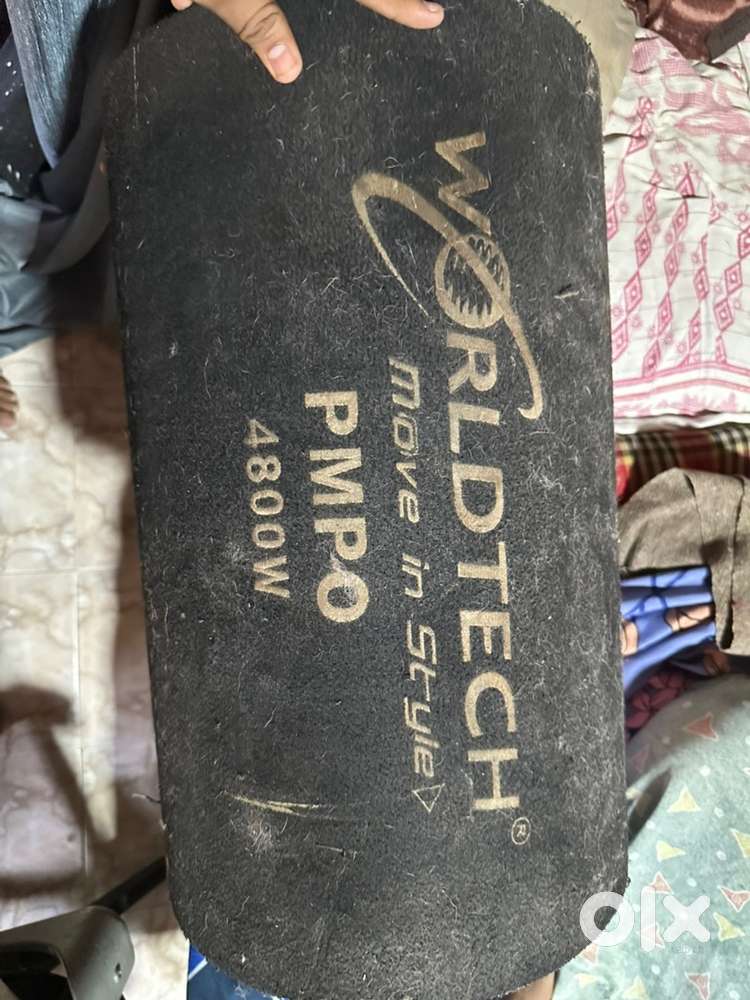 WORLDTECH®
move in Style
PMPO
4800W
olx